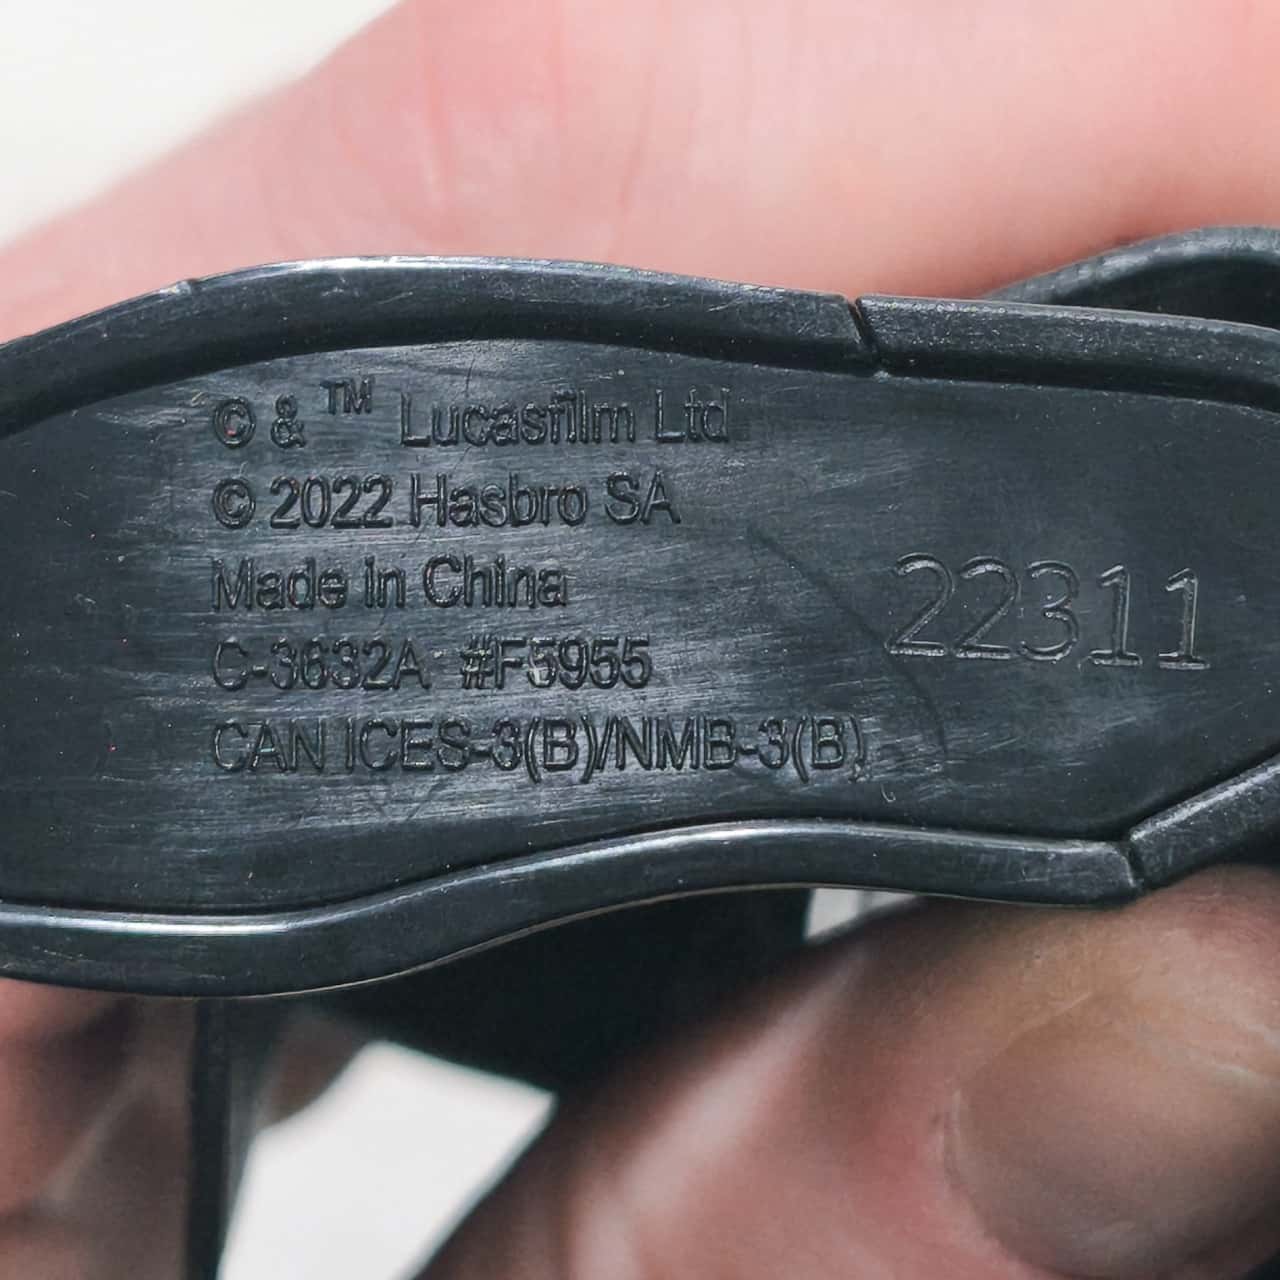 © & ™ Lucasfilm Ltd
© 2022 Hasbro SA
Made in China
C-3632A #F5955
CAN ICES-3(B)/NMB-3(B)
22311